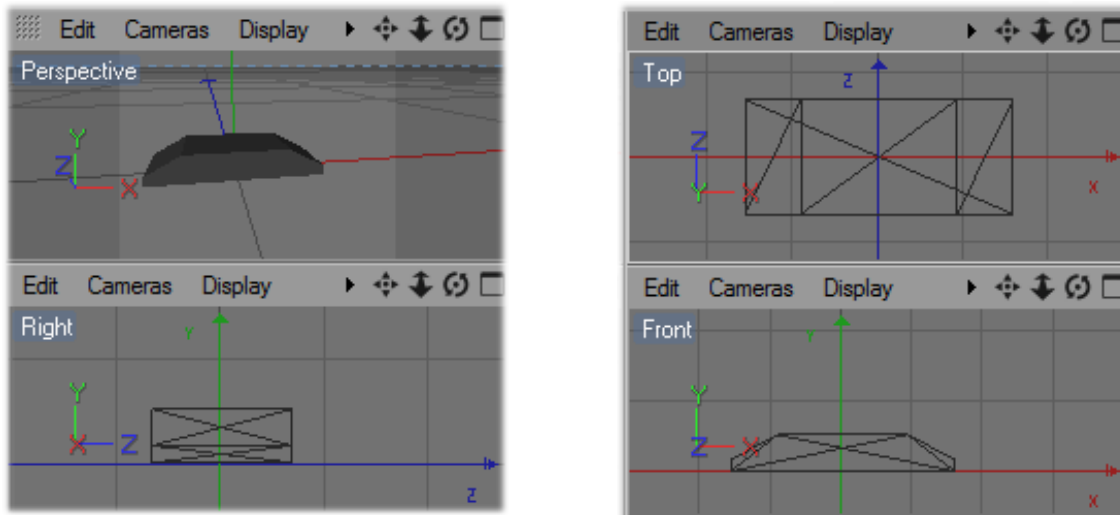 Edit Cameras Display
Perspective
Y
Z
X
Edit Cameras Display
Right
Y
Y
X Z
Z
Edit Cameras Display
Top
Z
Z
Y X
X
Edit Cameras Display
Front
Y
Y
Z X
X